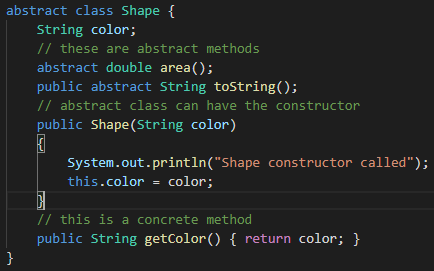 abstract class Shape {
String color;
// these are abstract methods
abstract double area();
public abstract String toString();
// abstract class can have the constructor
public Shape(String color)
{
System.out.println("Shape constructor called");
this.color = color;
}
// this is a concrete method
public String getColor() { return color; }
}